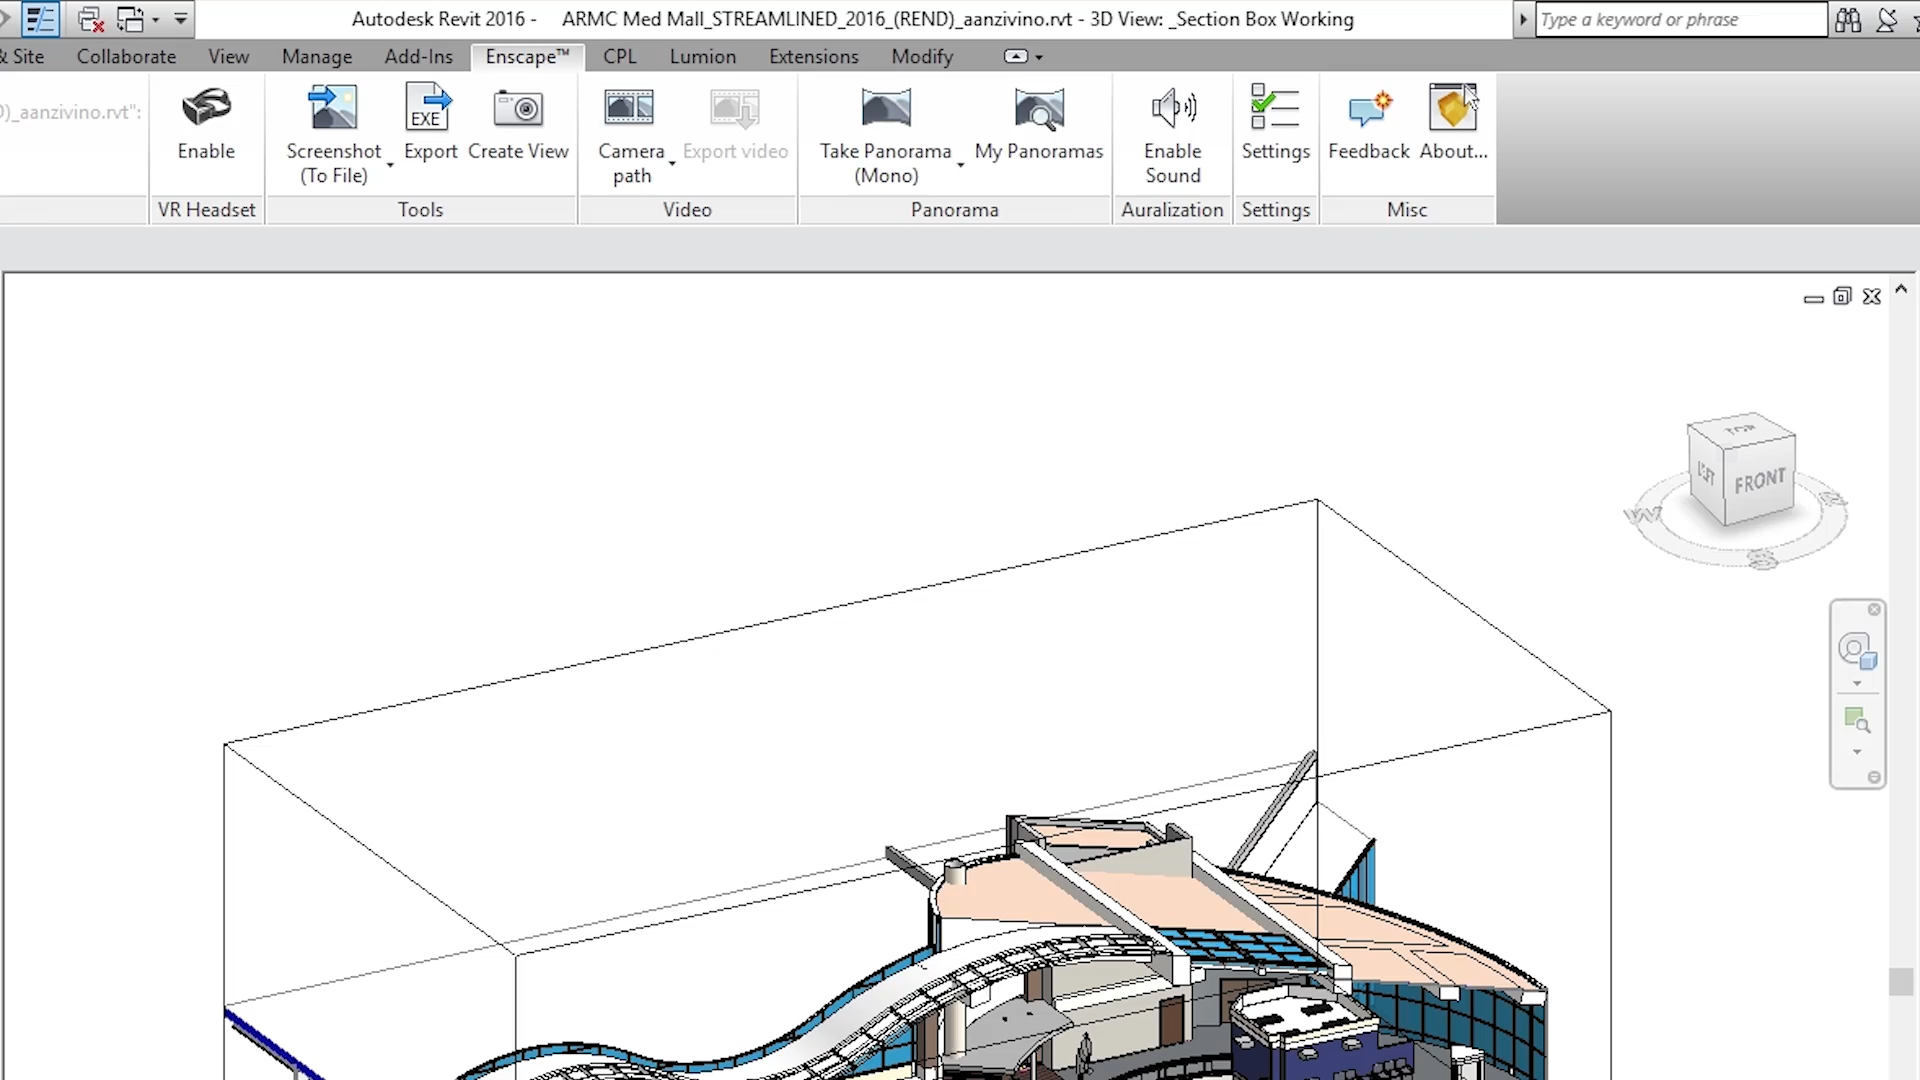 Autodesk Revit 2016 - ARMC Med Mall_STREAMLINED_2016_(REND)_aanzivino.rvt - 3D View: _Section Box Working
Type a keyword or phrase
& Site Collaborate View Manage Add-Ins Enscape™ CPL Lumion Extensions Modify
)_aanzivino.rvt":
EXE
Enable
Screenshot
(To File)
Export
Create View
Camera
path
Export video
Take Panorama
(Mono)
My Panoramas
Enable
Sound
Settings
Feedback
About...
VR Headset
Tools
Video
Panorama
Auralization
Settings
Misc
TOP
LEFT
FRONT
W
S